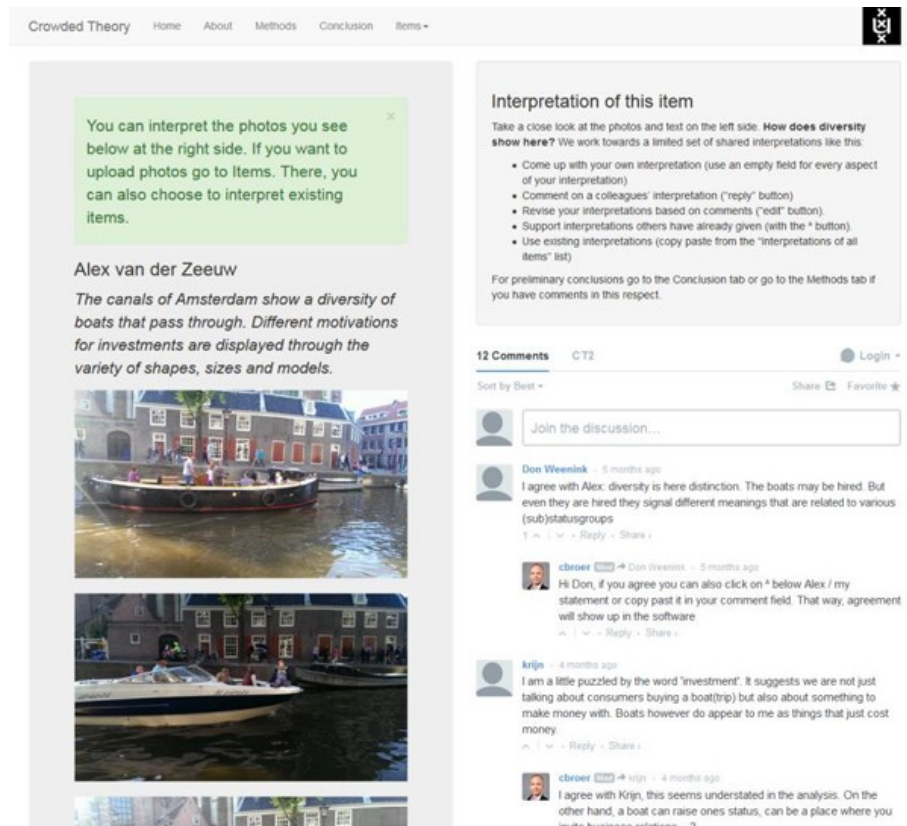 Crowded Theory Home About Methods Conclusion Items
You can interpret the photos you see
below at the right side. If you want to
upload photos go to Items. There, you
can also choose to interpret existing
items.
×
Alex van der Zeeuw
The canals of Amsterdam show a diversity of
boats that pass through. Different motivations
for investments are displayed through the
variety of shapes, sizes and models.
Interpretation of this item
Take a close look at the photos and text on the left side. How does diversity
show here? We work towards a limited set of shared interpretations like this:
• Come up with your own interpretation (use an empty field for every aspect
of your interpretation)
• Comment on a colleagues' interpretation ("reply" button)
• Revise your interpretations based on comments ("edit" button).
• Support interpretations others have already given (with the ^ button).
• Use existing interpretations (copy paste from the "Interpretations of all
items" list)
For preliminary conclusions go to the Conclusion tab or go to the Methods tab if
you have comments in this respect.
12 Comments CT2 Login
Sort by Best Share Favorite ★
Join the discussion...
Don Weenink - 5 months ago
I agree with Alex: diversity is here distinction. The boats may be hired. But
even they are hired they signal different meanings that are related to various
(sub)statusgroups
1 ^ | v • Reply • Share ›
cbroer Mod → Don Weenink - 5 months ago
Hi Don, if you agree you can also click on ^ below Alex / my
statement or copy past it in your comment field. That way, agreement
will show up in the software
^ | v • Reply • Share ›
krijn - 4 months ago
I am a little puzzled by the word 'investment'. It suggests we are not just
talking about consumers buying a boat(trip) but also about something to
make money with. Boats however do appear to me as things that just cost
money.
^ | v • Reply • Share ›
cbroer Mod → krijn - 4 months ago
I agree with Krijn, this seems understated in the analysis. On the
other hand, a boat can raise ones status, can be a place where you
invite business relations